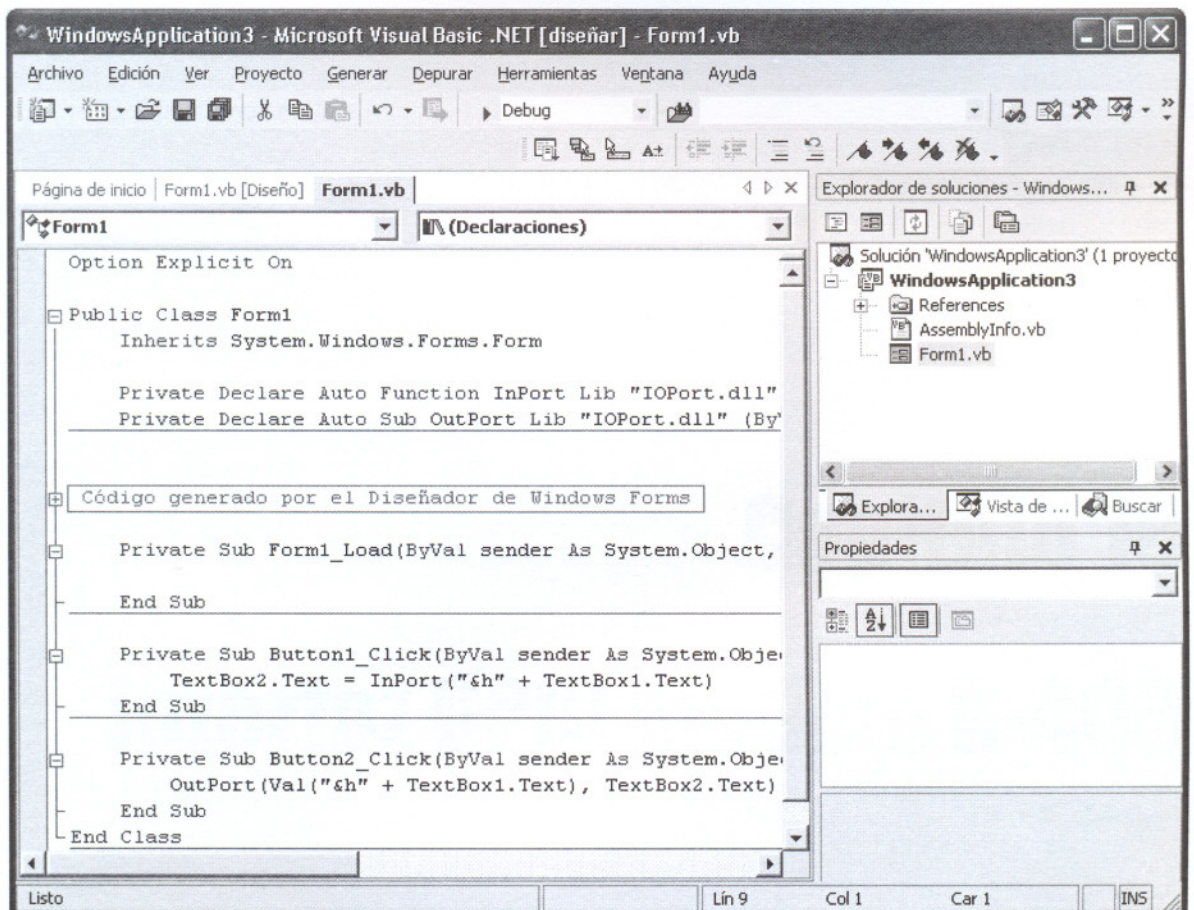 WindowsApplication3 - Microsoft Visual Basic .NET [diseñar] - Form1.vb
Archivo Edición Ver Proyecto Generar Depurar Herramientas Ventana Ayuda
Debug
Página de inicio Form1.vb [Diseño] Form1.vb
Form1 (Declaraciones)
Option Explicit On
Public Class Form1
Inherits System.Windows.Forms.Form
Private Declare Auto Function InPort Lib "IOPort.dll"
Private Declare Auto Sub OutPort Lib "IOPort.dll" (By
Código generado por el Diseñador de Windows Forms
Private Sub Form1_Load(ByVal sender As System.Object,
End Sub
Private Sub Button1_Click(ByVal sender As System.Obje
TextBox2.Text = InPort("&h" + TextBox1.Text)
End Sub
Private Sub Button2_Click(ByVal sender As System.Obje
OutPort(Val("&h" + TextBox1.Text), TextBox2.Text)
End Sub
End Class
Explorador de soluciones - Windows...
Solución 'WindowsApplication3' (1 proyecto
WindowsApplication3
References
AssemblyInfo.vb
Form1.vb
Explora... Vista de ... Buscar
Propiedades
Listo Lín 9 Col 1 Car 1 INS